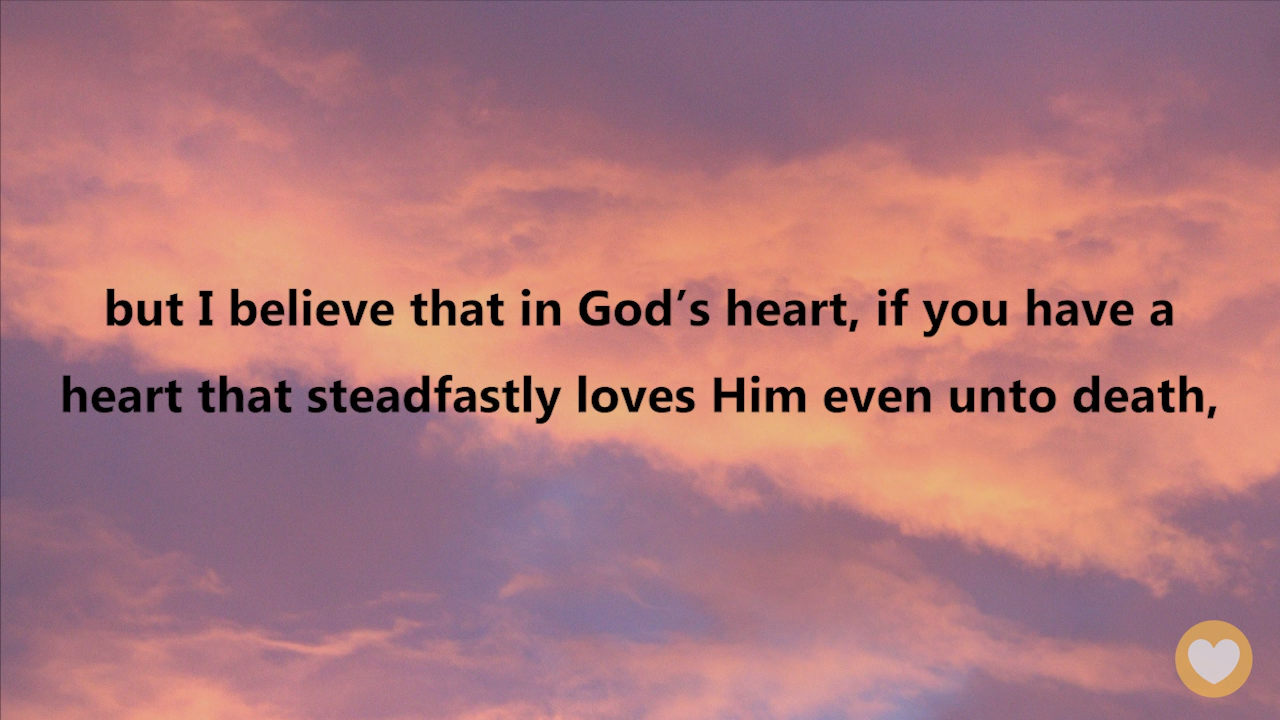 but I believe that in God′s heart, if you have a
heart that steadfastly loves Him even unto death,